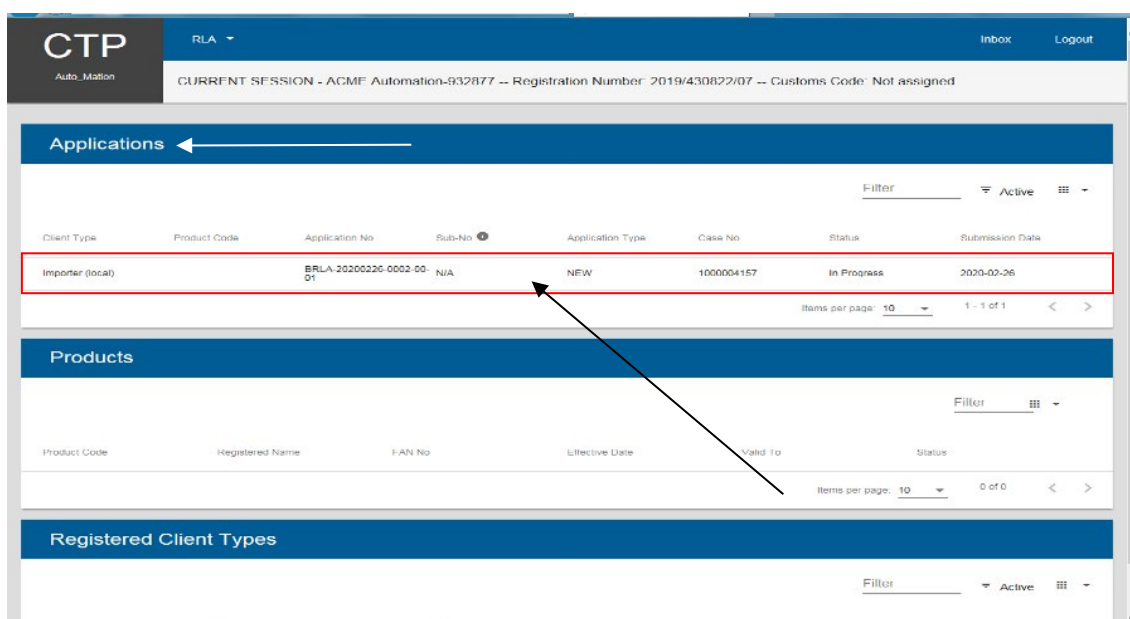 CTP
Auto_Mation
RLA
Inbox Logout
CURRENT SESSION - ACME Automation-932877 -- Registration Number: 2019/430822/07 -- Customs Code: Not assigned
Applications
Filter Active
Client Type Product Code Application No Sub-No Application Type Case No Status Submission Date
Importer (local) BRLA-20200226-0002-00-01 N/A NEW 1000004157 In Progress 2020-02-26
Items per page: 10 1 - 1 of 1 < >
Products
Filter
Product Code Registered Name FAN No Effective Date Valid To Status
Items per page: 10 0 of 0 < >
Registered Client Types
Filter Active